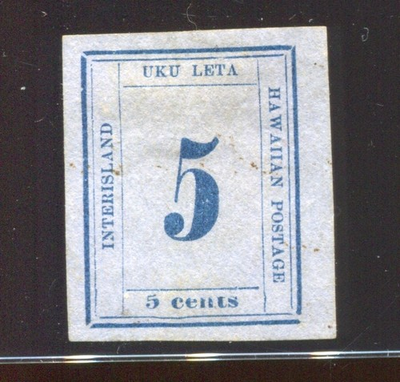 UKU LETA
INTERISLAND
5
HAWAIIAN POSTAGE
5 cents